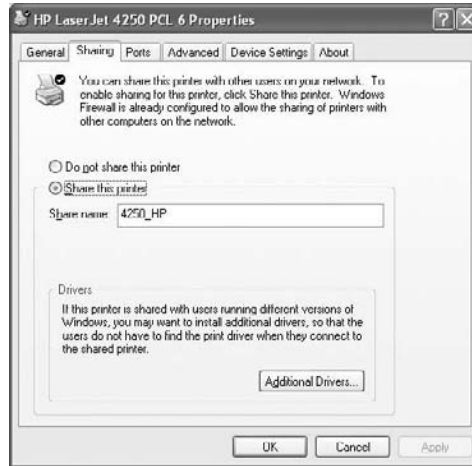 HP LaserJet 4250 PCL 6 Properties
General Sharing Ports Advanced Device Settings About
You can share this printer with other users on your network. To
enable sharing for this printer, click Share this printer. Windows
Firewall is already configured to allow the sharing of printers with
other computers on the network.
Do not share this printer
Share this printer
Share name: 4250_HP
Drivers
If this printer is shared with users running different versions of
Windows, you may want to install additional drivers, so that the
users do not have to find the print driver when they connect to
the shared printer.
Additional Drivers...
OK Cancel Apply